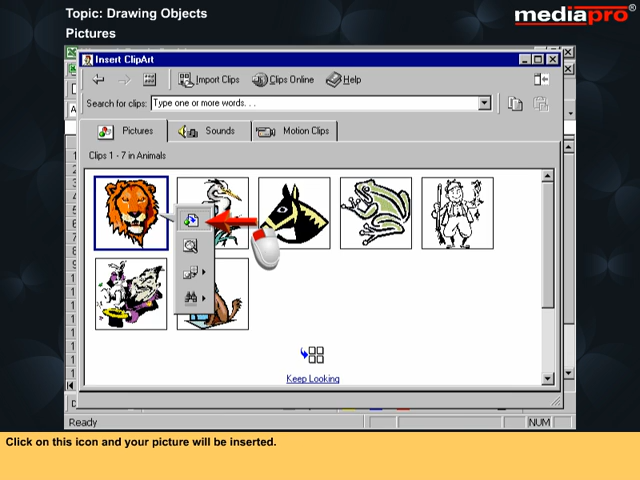 Topic: Drawing Objects
Pictures
mediapro®
Insert ClipArt
Import Clips
Clips Online
Help
Search for clips:
Type one or more words. . .
Pictures
Sounds
Motion Clips
Clips 1 - 7 in Animals
Keep Looking
Ready
NUM
Click on this icon and your picture will be inserted.